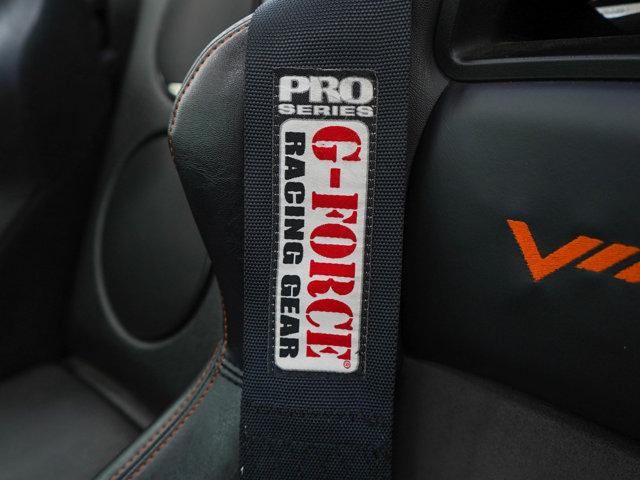 PRO
SERIES
G-FORCE
RACING GEAR